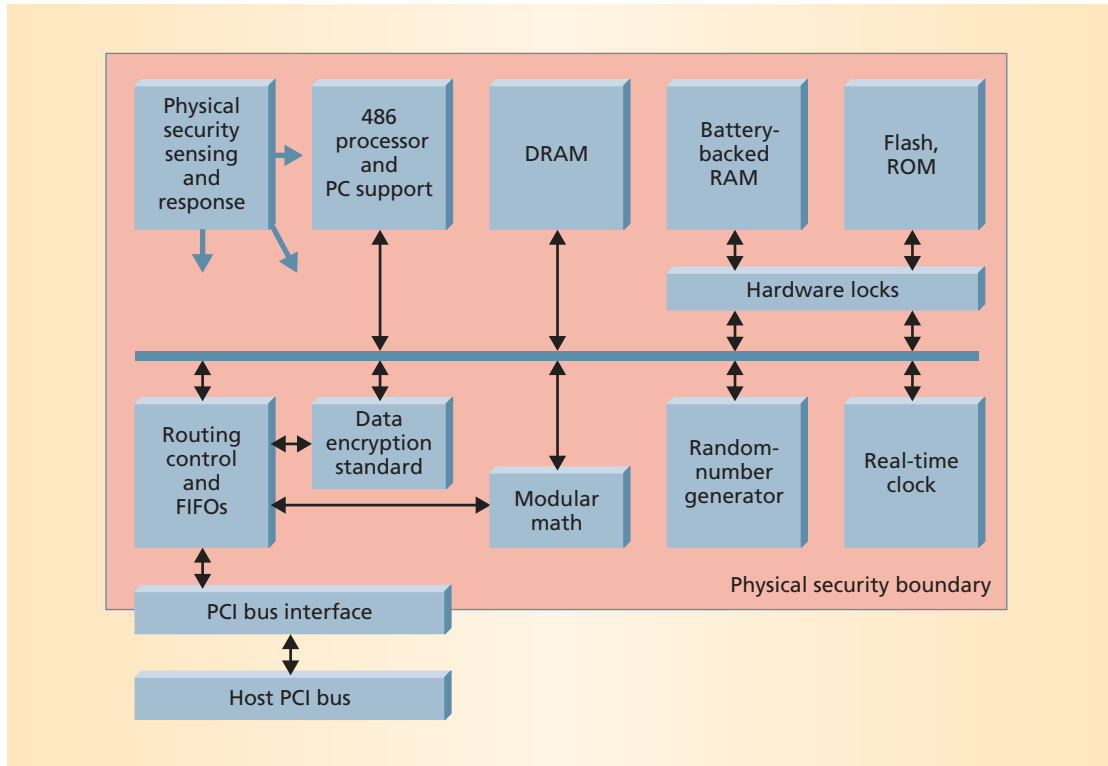 Physical
security
sensing
and
response
486
processor
and
PC support
DRAM
Battery-
backed
RAM
Flash,
ROM
Hardware locks
Routing
control
and
FIFOs
Data
encryption
standard
Modular
math
Random-
number
generator
Real-time
clock
Physical security boundary
PCI bus interface
Host PCI bus